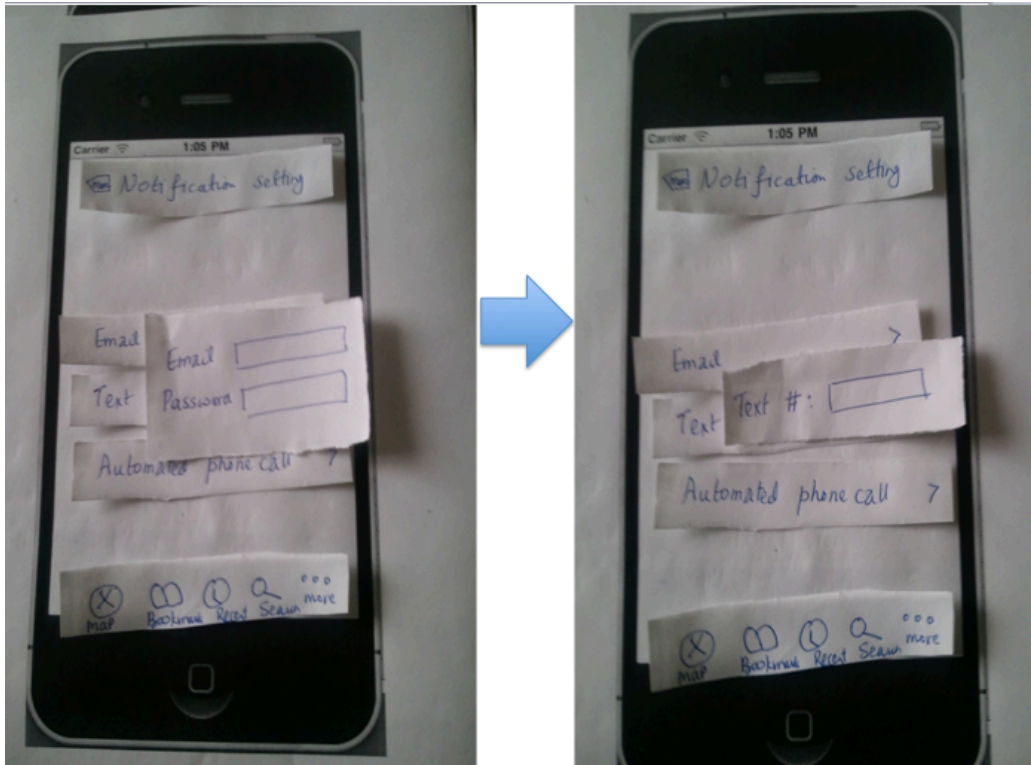 Carrier 1:05 PM
Notification setting
Email
Email
Text
Password
Automated phone call >
Map Bookmark Recent Search more
Carrier 1:05 PM
Notification setting
Email >
Text
Text #:
Automated phone call >
Map Bookmark Recent Search more